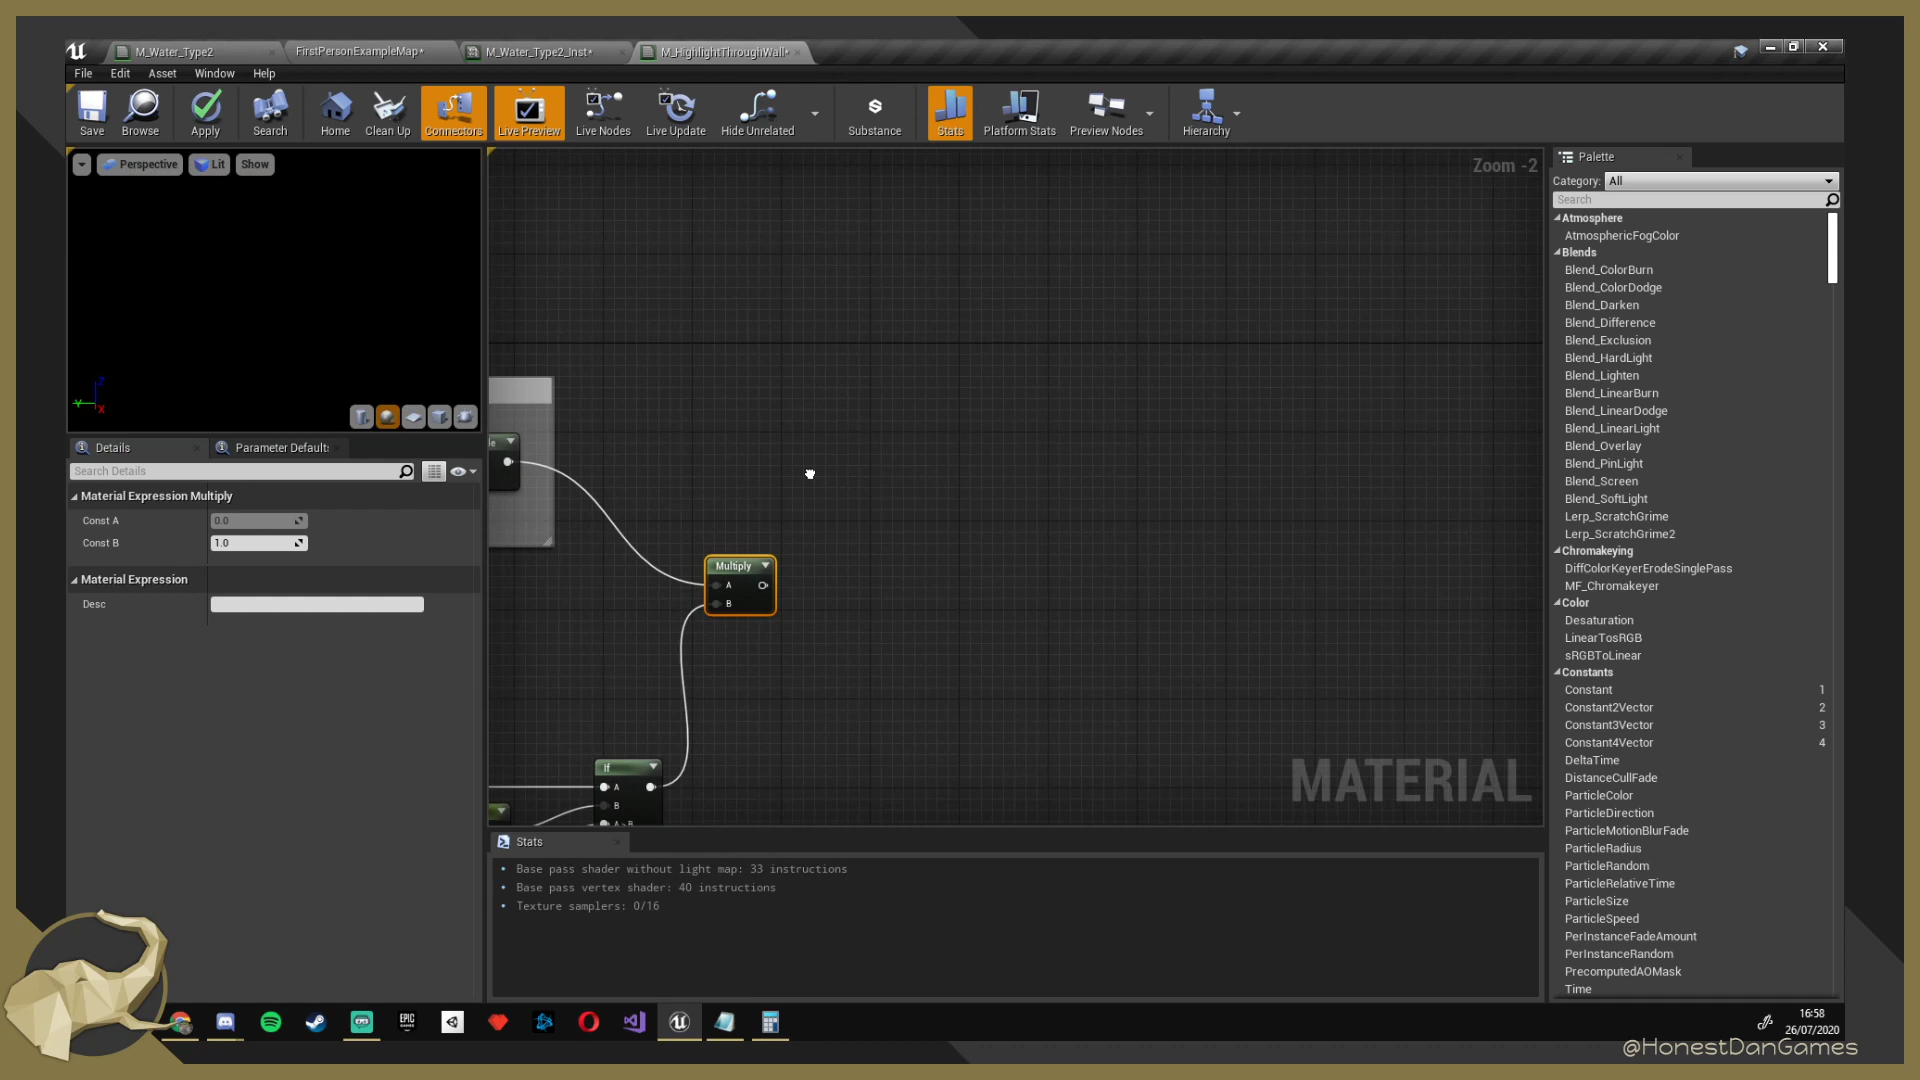 M_Water_Type2
FirstPersonExampleMap*
M_Water_Type2_Inst*
M_HighlightThroughWall*
File Edit Asset Window Help
Save
Browse
Apply
Search
Home
Clean Up
Connectors
Live Preview
Live Nodes
Live Update
Hide Unrelated
Substance
Stats
Platform Stats
Preview Nodes
Hierarchy
Perspective
Lit
Show
Z
Y
X
Details
Parameter Defaults
Search Details
Material Expression Multiply
Const A 0.0
Const B 1.0
Material Expression
Desc
Zoom -2
Multiply
A
B
If
A
B
A > B
MATERIAL
Stats
• Base pass shader without light map: 33 instructions
• Base pass vertex shader: 40 instructions
• Texture samplers: 0/16
Palette
Category: All
Search
Atmosphere
AtmosphericFogColor
Blends
Blend_ColorBurn
Blend_ColorDodge
Blend_Darken
Blend_Difference
Blend_Exclusion
Blend_HardLight
Blend_Lighten
Blend_LinearBurn
Blend_LinearDodge
Blend_LinearLight
Blend_Overlay
Blend_PinLight
Blend_Screen
Blend_SoftLight
Lerp_ScratchGrime
Lerp_ScratchGrime2
Chromakeying
DiffColorKeyerErodeSinglePass
MF_Chromakeyer
Color
Desaturation
LinearTosRGB
sRGBToLinear
Constants
Constant 1
Constant2Vector 2
Constant3Vector 3
Constant4Vector 4
DeltaTime
DistanceCullFade
ParticleColor
ParticleDirection
ParticleMotionBlurFade
ParticleRadius
ParticleRandom
ParticleRelativeTime
ParticleSize
ParticleSpeed
PerInstanceFadeAmount
PerInstanceRandom
PrecomputedAOMask
Time
EPIC
GAMES
16:58
26/07/2020
@HonestDanGames